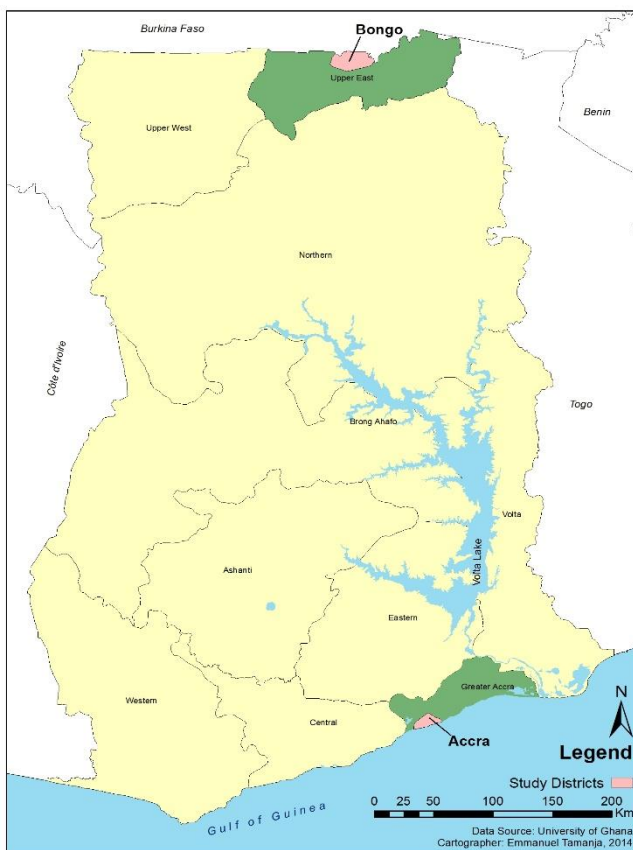 Burkina Faso
Bongo
Upper East
Benin
Upper West
Northern
Côte d'Ivoire
Togo
Brong Ahafo
Volta
Volta Lake
Ashanti
Eastern
Greater Accra
Western
Central
N
Accra
Legend
Study Districts
Gulf of Guinea
0 25 50 100 150 200
Km
Data Source: University of Ghana
Cartographer: Emmanuel Tamanja, 2014